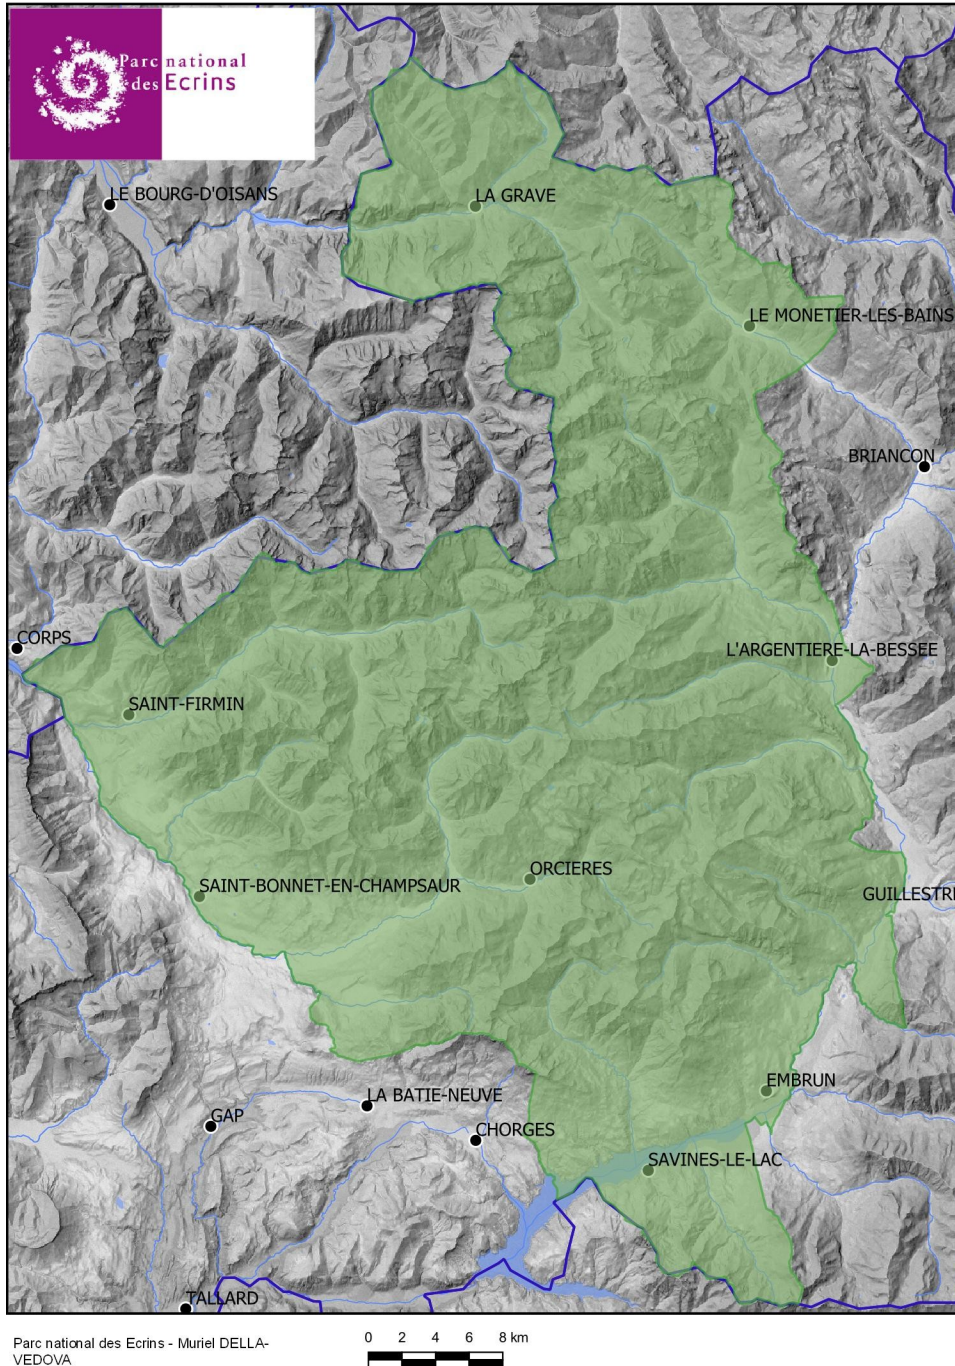 Parc national
des Ecrins
LE BOURG-D'OISANS
LA GRAVE
LE MONETIER-LES-BAINS
BRIANCON
CORPS
L'ARGENTIERE-LA-BESSEE
SAINT-FIRMIN
ORCIERES
SAINT-BONNET-EN-CHAMPSAUR
GUILLESTRE
EMBRUN
LA BATIE-NEUVE
GAP
CHORGES
SAVINES-LE-LAC
TALLARD
Parc national des Ecrins - Muriel DELLA-
VEDOVA
0 2 4 6 8 km